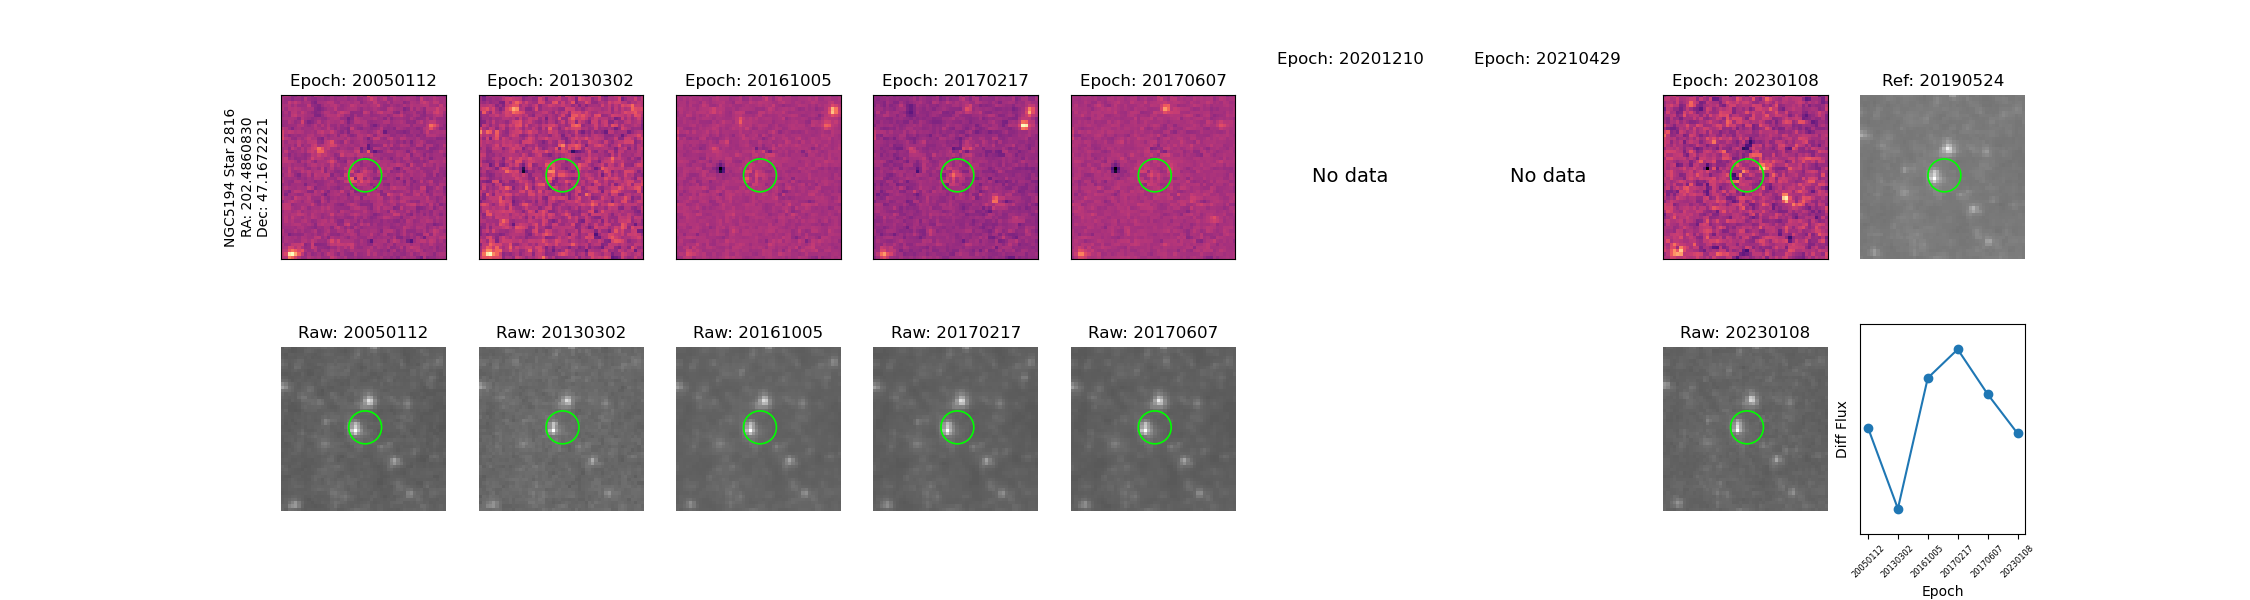 NGC5194 Star 2816
RA: 202.4860830
Dec: 47.1672221
Epoch: 20050112
Epoch: 20130302
Epoch: 20161005
Epoch: 20170217
Epoch: 20170607
Epoch: 20201210
No data
Epoch: 20210429
No data
Epoch: 20230108
Ref: 20190524
Raw: 20050112
Raw: 20130302
Raw: 20161005
Raw: 20170217
Raw: 20170607
Raw: 20230108
Diff Flux
20050112
20130302
20161005
20170217
20170607
20230108
Epoch